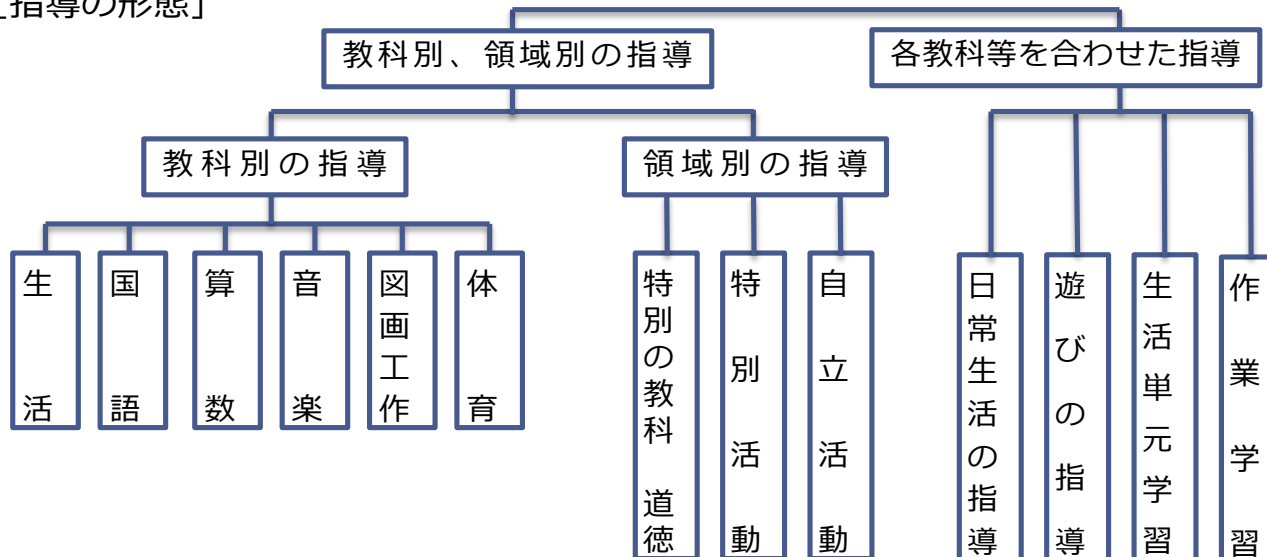 ［指導の形態］
教科別、領域別の指導
各教科等を合わせた指導
教科別の指導
領域別の指導
生活
国語
算数
音楽
図画工作
体育
特別の教科 道徳
特別活動
自立活動
日常生活の指導
遊びの指導
生活単元学習
作業学習